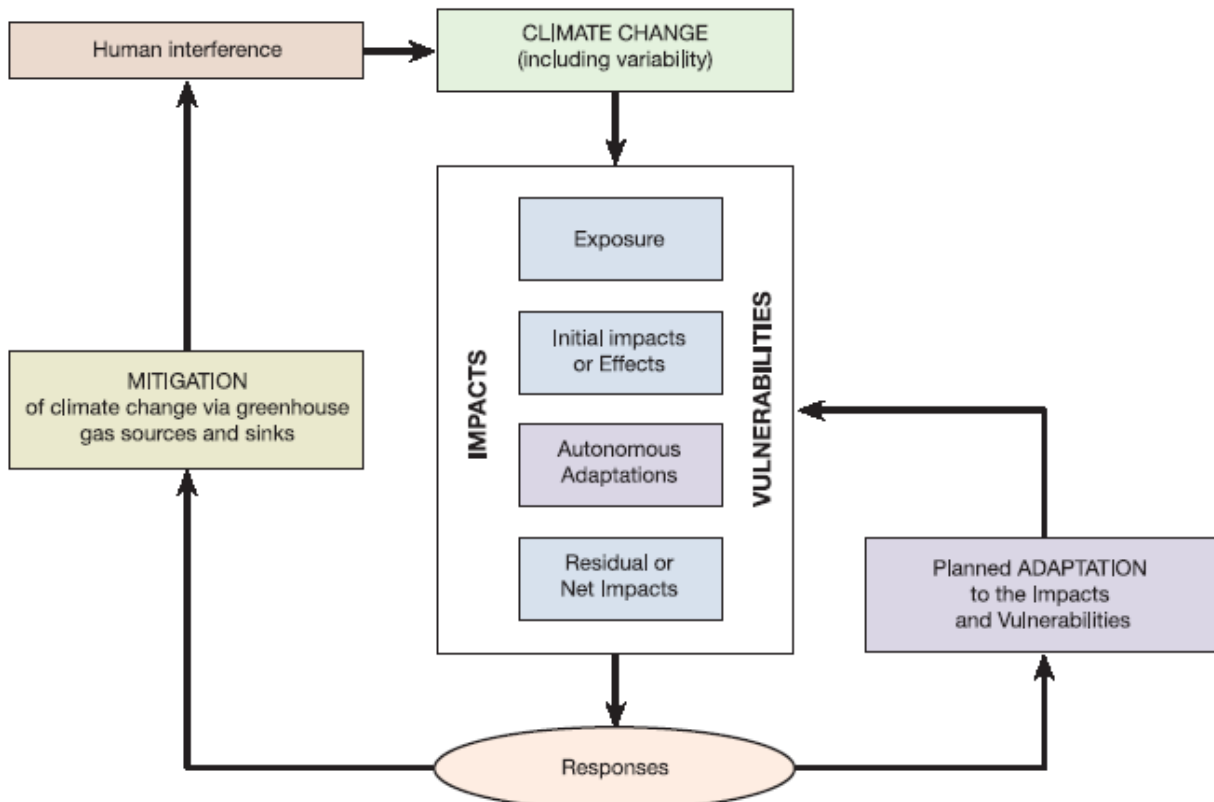 Human interference
CLIMATE CHANGE
(including variability)
Exposure
Initial impacts
or Effects
IMPACTS
VULNERABILITIES
Autonomous
Adaptations
Residual or
Net Impacts
MITIGATION
of climate change via greenhouse
gas sources and sinks
Planned ADAPTATION
to the Impacts
and Vulnerabilities
Responses